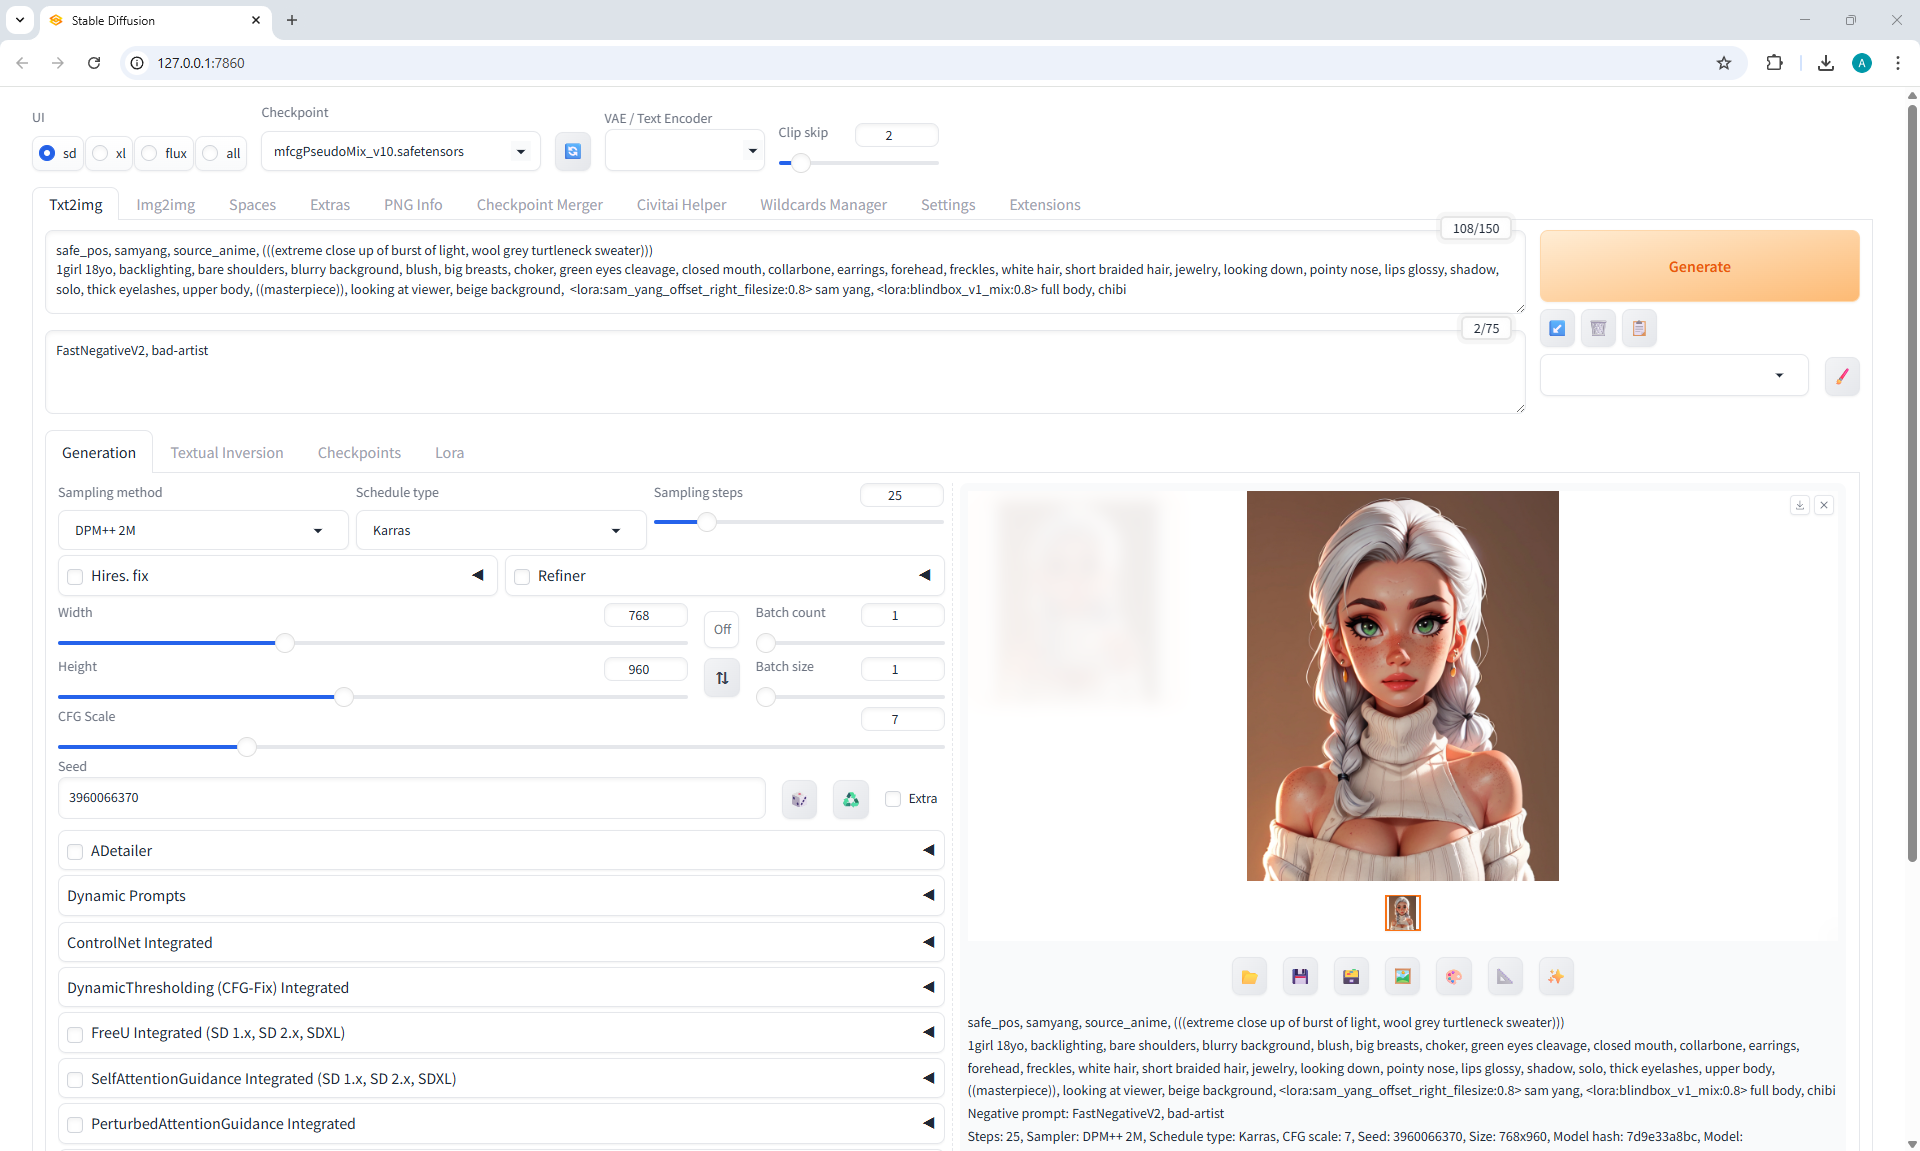 Stable Diffusion
127.0.0.1:7860
A
UI
sd
xl
flux
all
Checkpoint
mfcgPseudoMix_v10.safetensors
VAE / Text Encoder
Clip skip
2
Txt2img
Img2img
Spaces
Extras
PNG Info
Checkpoint Merger
Civitai Helper
Wildcards Manager
Settings
Extensions
108/150
safe_pos, samyang, source_anime, (((extreme close up of burst of light, wool grey turtleneck sweater)))
1girl 18yo, backlighting, bare shoulders, blurry background, blush, big breasts, choker, green eyes cleavage, closed mouth, collarbone, earrings, forehead, freckles, white hair, short braided hair, jewelry, looking down, pointy nose, lips glossy, shadow,
solo, thick eyelashes, upper body, ((masterpiece)), looking at viewer, beige background,  <lora:sam_yang_offset_right_filesize:0.8> sam yang, <lora:blindbox_v1_mix:0.8> full body, chibi
Generate
2/75
FastNegativeV2, bad-artist
Generation
Textual Inversion
Checkpoints
Lora
Sampling method
DPM++ 2M
Schedule type
Karras
Sampling steps
25
Hires. fix
Refiner
Width
768
Off
Batch count
1
Height
960
Batch size
1
CFG Scale
7
Seed
3960066370
Extra
ADetailer
Dynamic Prompts
ControlNet Integrated
DynamicThresholding (CFG-Fix) Integrated
FreeU Integrated (SD 1.x, SD 2.x, SDXL)
SelfAttentionGuidance Integrated (SD 1.x, SD 2.x, SDXL)
PerturbedAttentionGuidance Integrated
safe_pos, samyang, source_anime, (((extreme close up of burst of light, wool grey turtleneck sweater)))
1girl 18yo, backlighting, bare shoulders, blurry background, blush, big breasts, choker, green eyes cleavage, closed mouth, collarbone, earrings,
forehead, freckles, white hair, short braided hair, jewelry, looking down, pointy nose, lips glossy, shadow, solo, thick eyelashes, upper body,
((masterpiece)), looking at viewer, beige background, <lora:sam_yang_offset_right_filesize:0.8> sam yang, <lora:blindbox_v1_mix:0.8> full body, chibi
Negative prompt: FastNegativeV2, bad-artist
Steps: 25, Sampler: DPM++ 2M, Schedule type: Karras, CFG scale: 7, Seed: 3960066370, Size: 768x960, Model hash: 7d9e33a8bc, Model: